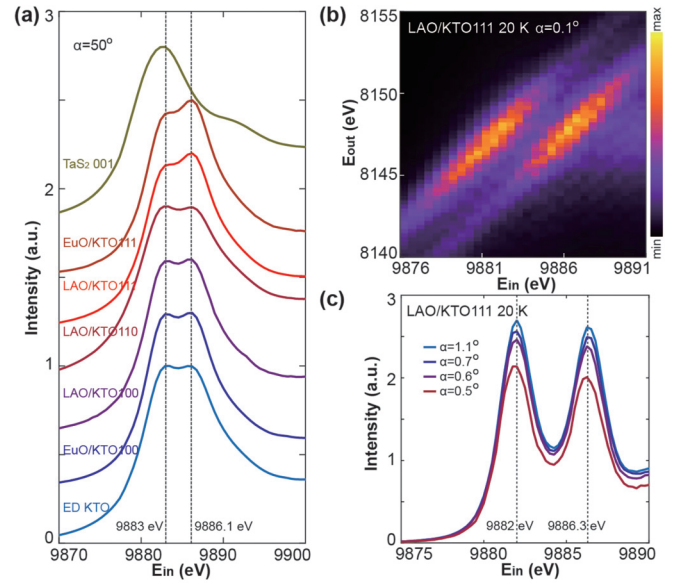 (a)
α=50°
TaS₂ 001
EuO/KTO111
LAO/KTO111
LAO/KTO110
LAO/KTO100
EuO/KTO100
ED KTO
9883 eV
9886.1 eV
Intensity (a.u.)
3
2
1
0
9870
9880
9890
9900
Eᵢₙ (eV)
(b)
LAO/KTO111 20 K α=0.1°
Eₒᵤₜ (eV)
8155
8150
8145
8140
9876
9881
9886
9891
Eᵢₙ (eV)
max
min
(c)
LAO/KTO111 20 K
α=1.1°
α=0.7°
α=0.6°
α=0.5°
9882 eV
9886.3 eV
Intensity (a.u.)
3
2
1
0
9875
9880
9885
9890
Eᵢₙ (eV)